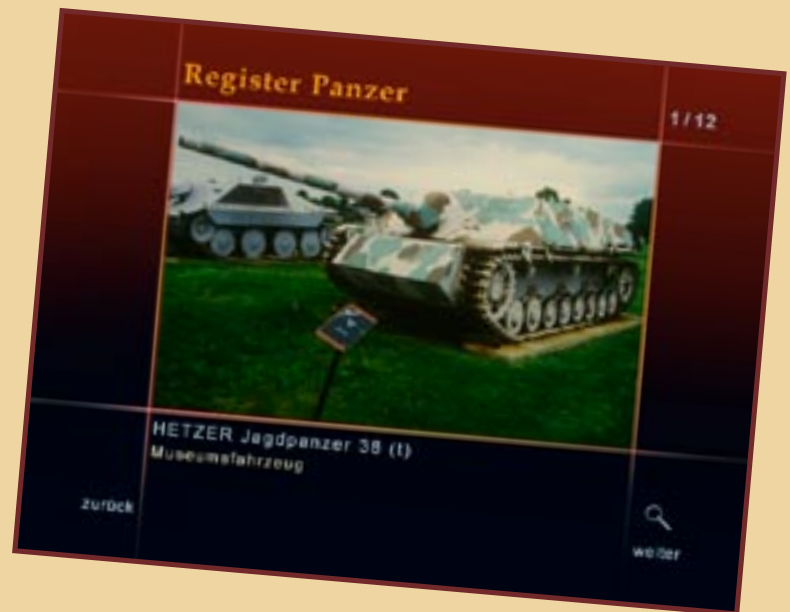 Register Panzer
1/12
HETZER Jagdpanzer 38 (t)
Museumsfahrzeug
zurück
weiter